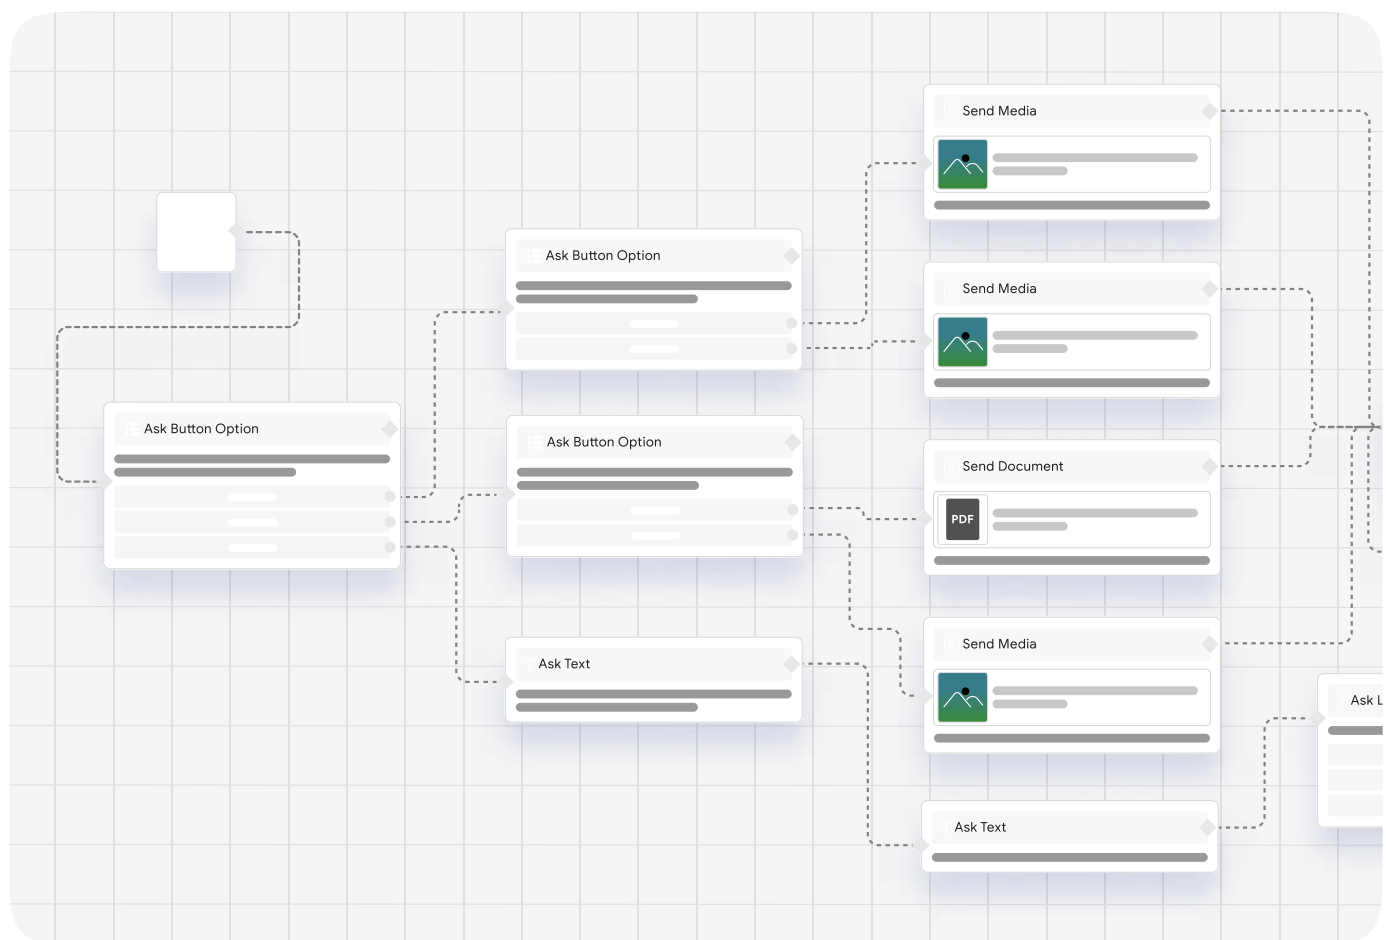 Send Media
Ask Button Option
Send Media
Ask Button Option
Ask Button Option
Send Document
PDF
Send Media
Ask Text
Ask L
Ask Text